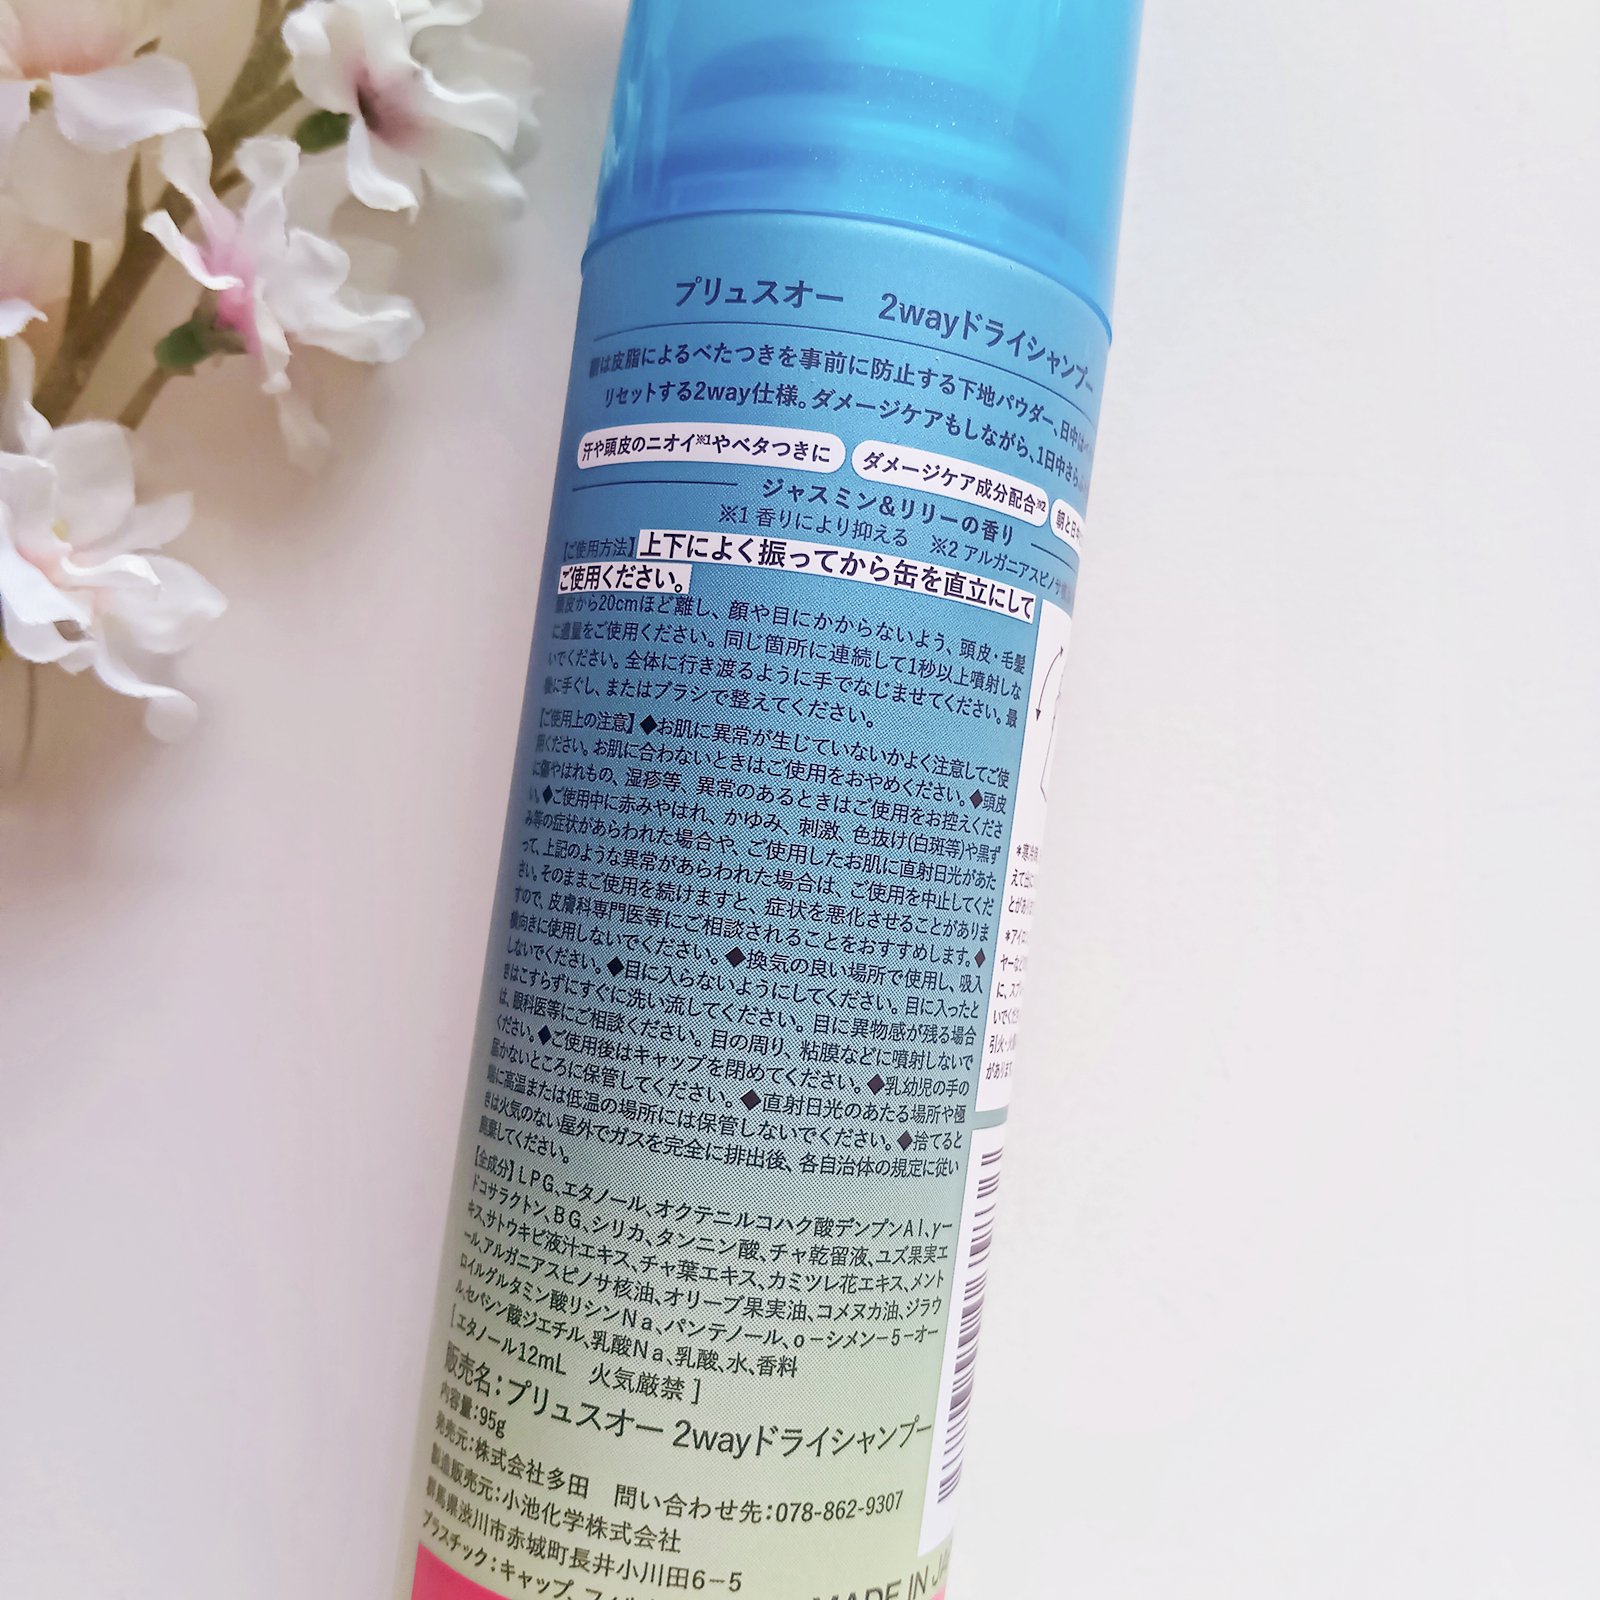 プリュスオー　2wayドライシャンプー
朝は皮脂によるべたつきを事前に防止する下地パウダー、日中は
リセットする2way仕様。ダメージケアもしながら、1日中さら
汗や頭皮のニオイ※1やベタつきに
ダメージケア成分配合※2
朝と日
ジャスミン&リリーの香り
※1 香りにより抑える　※2 アルガニアスピノサ
【ご使用方法】上下によく振ってから缶を直立にして
ご使用ください。
頭皮から20cmほど離し、顔や目にかからないよう、頭皮・毛髪
に適量をご使用ください。同じ箇所に連続して1秒以上噴射しな
いでください。全体に行き渡るように手でなじませてください。最
後に手ぐし、またはブラシで整えてください。
【ご使用上の注意】◆お肌に異常が生じていないかよく注意してご使
用ください。お肌に合わないときはご使用をおやめください。◆頭皮
に傷やはれもの、湿疹等、異常のあるときはご使用をお控えくださ
い。◆ご使用中に赤みやはれ、かゆみ、刺激、色抜け(白斑等)や黒ず
み等の症状があらわれた場合や、ご使用したお肌に直射日光があた
って、上記のような異常があらわれた場合は、ご使用を中止してくだ
さい。そのままご使用を続けますと、症状を悪化させることがありま
すので、皮膚科専門医等にご相談されることをおすすめします。◆
横向きに使用しないでください。◆換気の良い場所で使用し、吸入
しないでください。◆目に入らないようにしてください。目に入ったと
きはこすらずにすぐに洗い流してください。目に異物感が残る場合
は、眼科医等にご相談ください。目の周り、粘膜などに噴射しないで
ください。◆ご使用後はキャップを閉めてください。◆乳幼児の手の
届かないところに保管してください。◆直射日光のあたる場所や極
端に高温または低温の場所には保管しないでください。◆捨てると
きは火気のない屋外でガスを完全に排出後、各自治体の規定に従い
廃棄してください。
【全成分】LPG、エタノール、オクテニルコハク酸デンプンAl、γー
ドコサラクトン、BG、シリカ、タンニン酸、チャ乾留液、ユズ果実エ
キス、サトウキビ液汁エキス、チャ葉エキス、カミツレ花エキス、メント
ール、アルガニアスピノサ核油、オリーブ果実油、コメヌカ油、ジラウ
ロイルグルタミン酸リシンNa、パンテノール、o－シメン－5－オー
ル、セバシン酸ジエチル、乳酸Na、乳酸、水、香料
[エタノール12mL　火気厳禁]
販売名：プリュスオー 2wayドライシャンプー
内容量：95g
発売元：株式会社多田　問い合わせ先：078-862-9307
製造販売元：小池化学株式会社
群馬県渋川市赤城町長井小川田6－5
プラスチック：キャップ、フィル
MADE IN JA
＊寒冷
えて出
とがあり
＊アイロ
ヤーなど
に、スプ
いでくだ
引火・火
があります